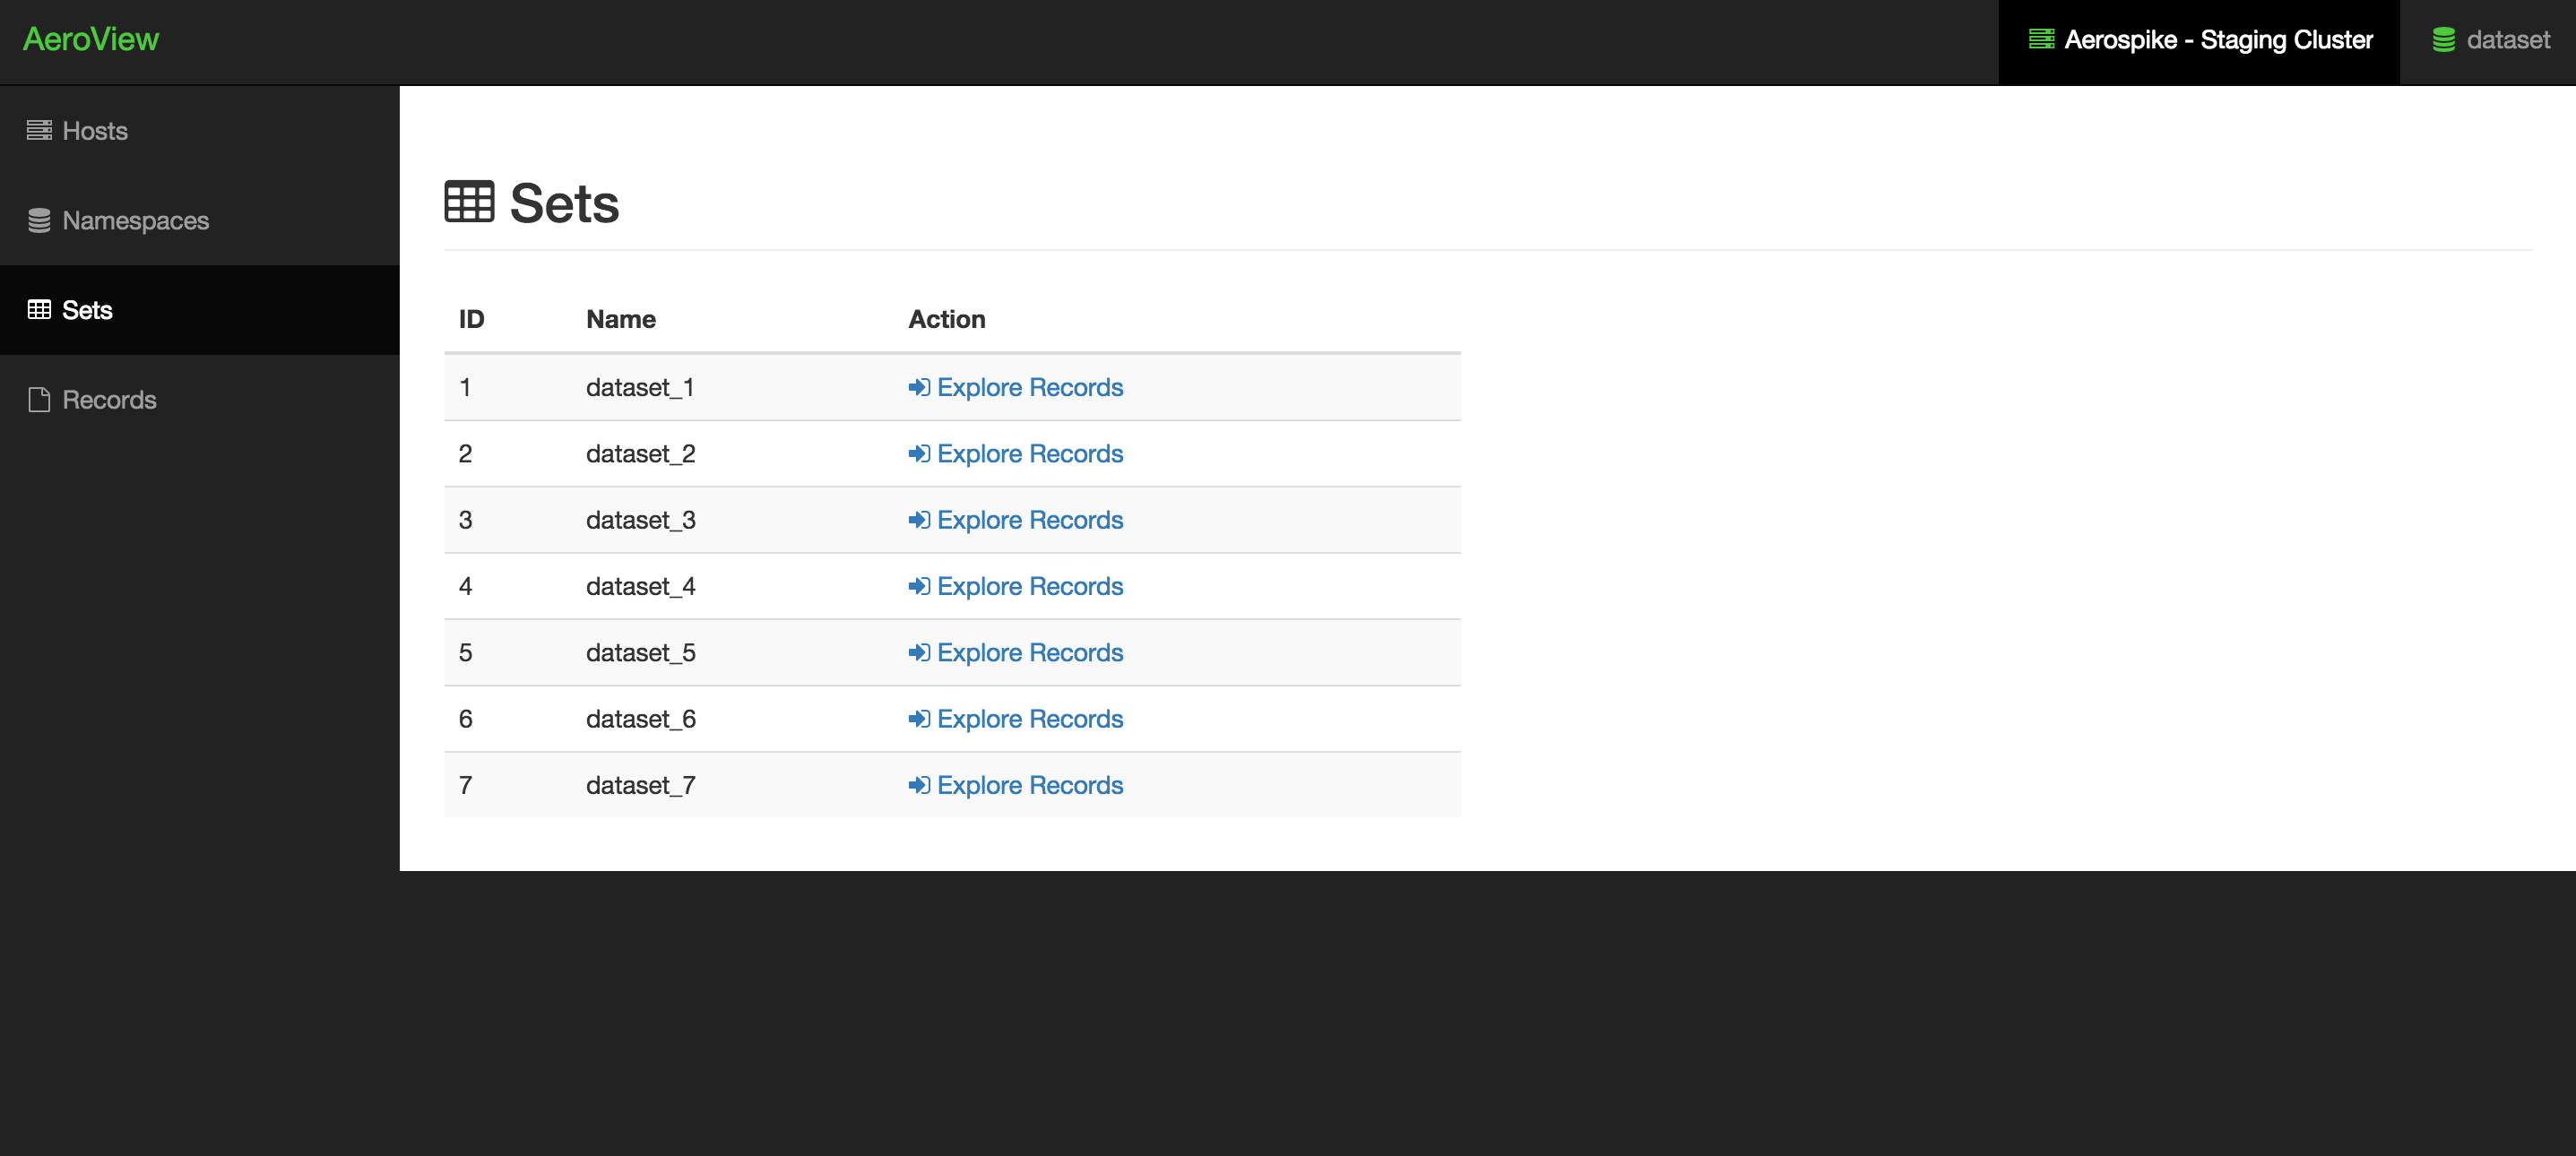 AeroView
Aerospike - Staging Cluster
dataset
Hosts
Namespaces
Sets
Records
Sets
ID Name Action
1 dataset_1 Explore Records
2 dataset_2 Explore Records
3 dataset_3 Explore Records
4 dataset_4 Explore Records
5 dataset_5 Explore Records
6 dataset_6 Explore Records
7 dataset_7 Explore Records